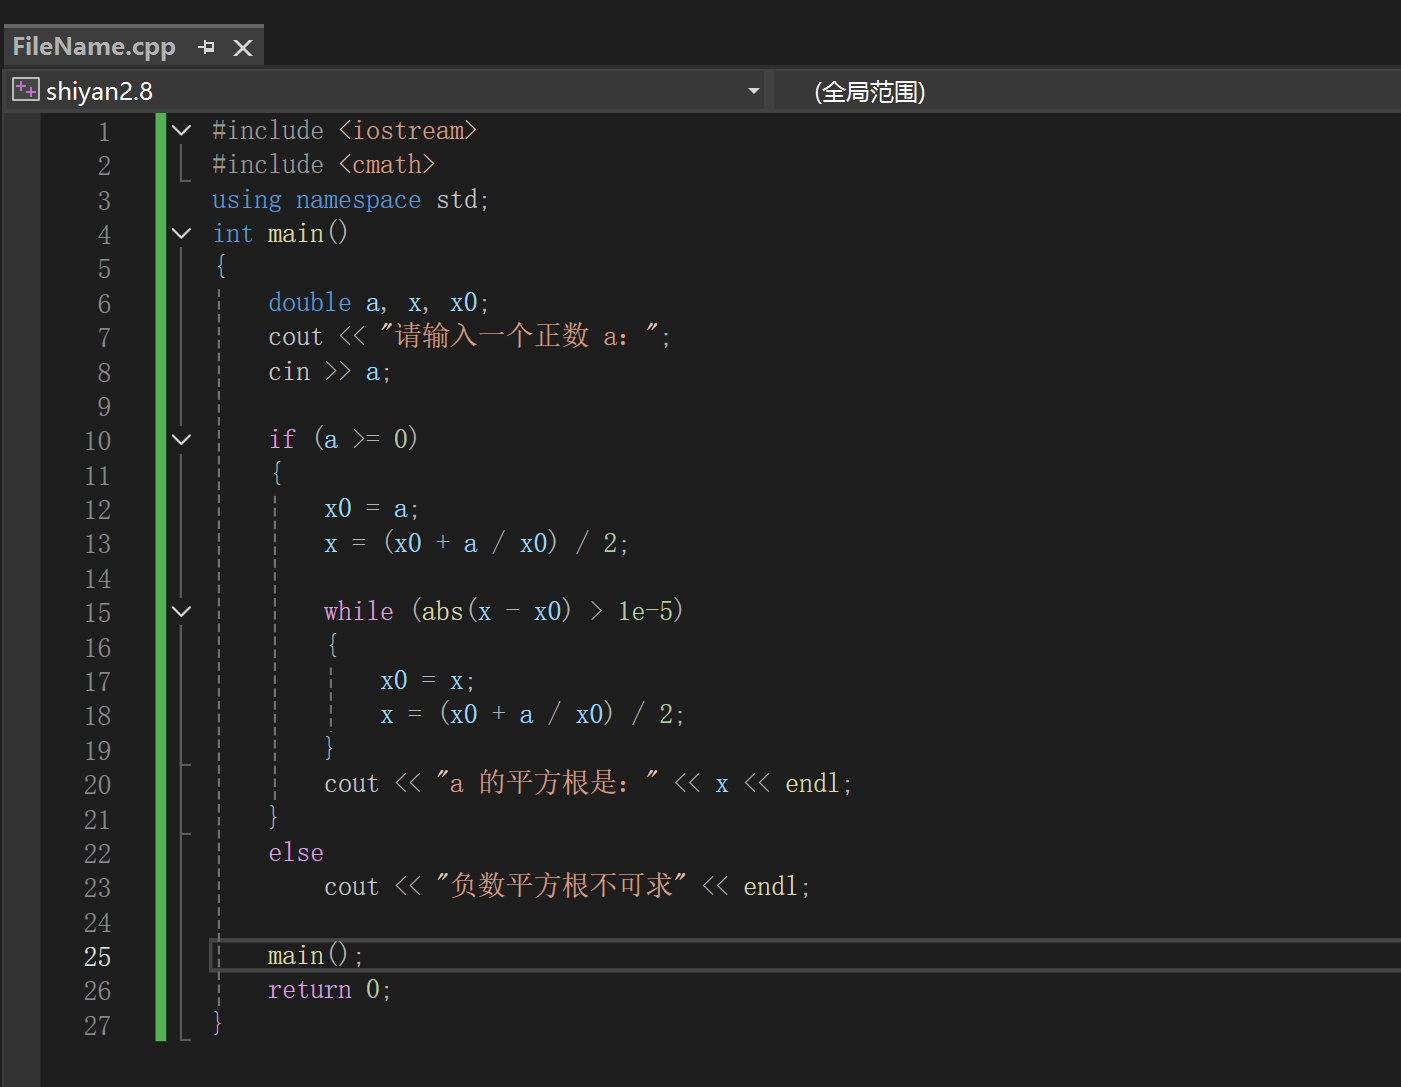 FileName.cpp
shiyan2.8 (全局范围)
1 #include <iostream>
2 #include <cmath>
3 using namespace std;
4 int main()
5 {
6 double a, x, x0;
7 cout << "请输入一个正数 a：";
8 cin >> a;
9
10 if (a >= 0)
11 {
12 x0 = a;
13 x = (x0 + a / x0) / 2;
14
15 while (abs(x - x0) > 1e-5)
16 {
17 x0 = x;
18 x = (x0 + a / x0) / 2;
19 }
20 cout << "a 的平方根是：" << x << endl;
21 }
22 else
23 cout << "负数平方根不可求" << endl;
24
25 main();
26 return 0;
27 }